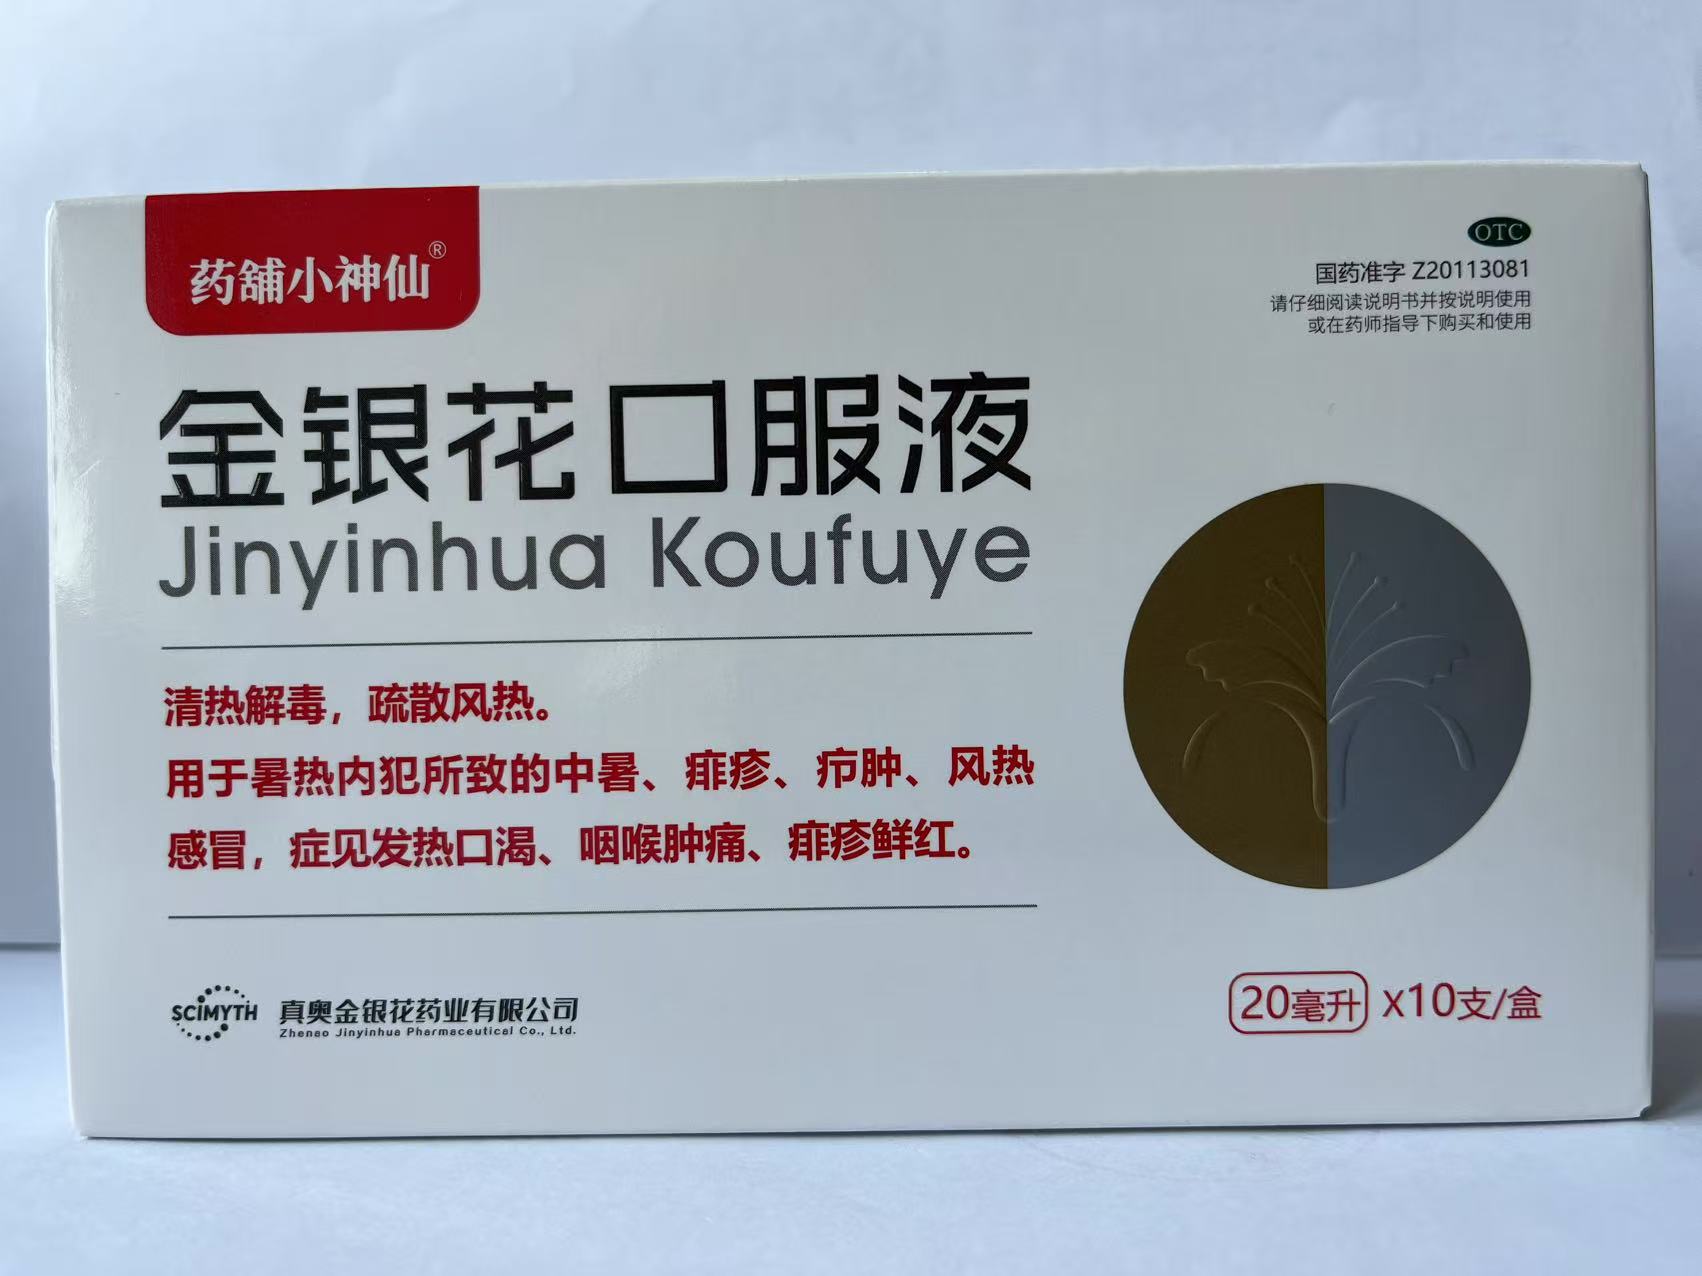 药舖小神仙®
OTC
国药准字 Z20113081
请仔细阅读说明书并按说明使用
或在药师指导下购买和使用
金银花口服液
Jinyinhua Koufuye
清热解毒，疏散风热。
用于暑热内犯所致的中暑、痱疹、疖肿、风热
感冒，症见发热口渴、咽喉肿痛、痱疹鲜红。
SCIMYTH
真奥金银花药业有限公司
Zhenao Jinyinhua Pharmaceutical Co., Ltd.
20毫升 X10支/盒